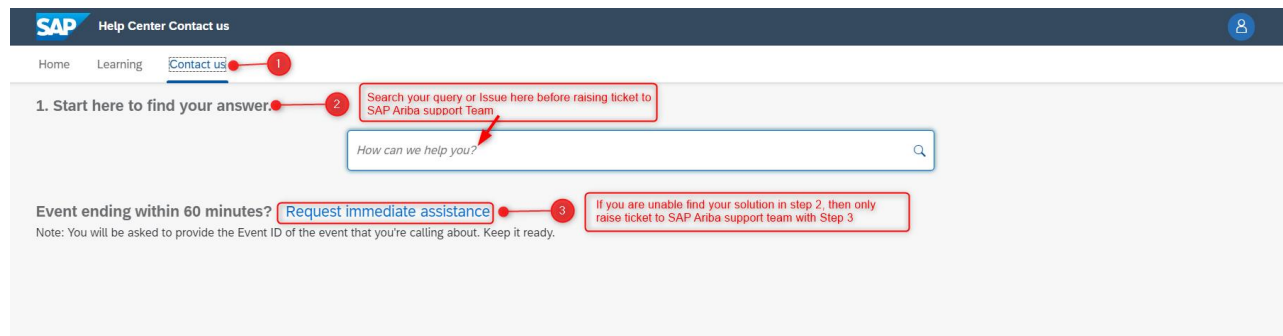 SAP Help Center Contact us
Home Learning Contact us 1
1. Start here to find your answer. 2
Search your query or Issue here before raising ticket to
SAP Ariba support Team
How can we help you?
Event ending within 60 minutes? Request immediate assistance 3
If you are unable find your solution in step 2, then only
raise ticket to SAP Ariba support team with Step 3
Note: You will be asked to provide the Event ID of the event that you're calling about. Keep it ready.